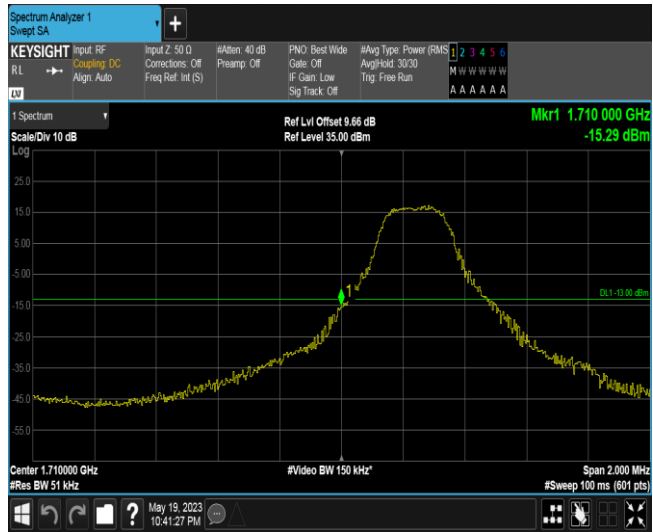 Spectrum Analyzer 1
Swept SA
KEYSIGHT
RL
LXI
Input: RF
Coupling: DC
Align: Auto
Input Z: 50 Ω
Corrections: Off
Freq Ref: Int (S)
#Atten: 40 dB
Preamp: Off
PNO: Best Wide
Gate: Off
IF Gain: Low
Sig Track: Off
#Avg Type: Power (RMS
Avg|Hold: 30/30
Trig: Free Run
1 2 3 4 5 6
M W W W W W
A A A A A A
1 Spectrum
Scale/Div 10 dB
Ref Lvl Offset 9.66 dB
Ref Level 35.00 dBm
Mkr1 1.710 000 GHz
-15.29 dBm
Log
25.0
15.0
5.00
-5.00
-15.0
-25.0
-35.0
-45.0
-55.0
1
DL1 -13.00 dBm
Center 1.710000 GHz
#Res BW 51 kHz
#Video BW 150 kHz*
Span 2.000 MHz
#Sweep 100 ms (601 pts)
?
May 19, 2023
10:41:27 PM